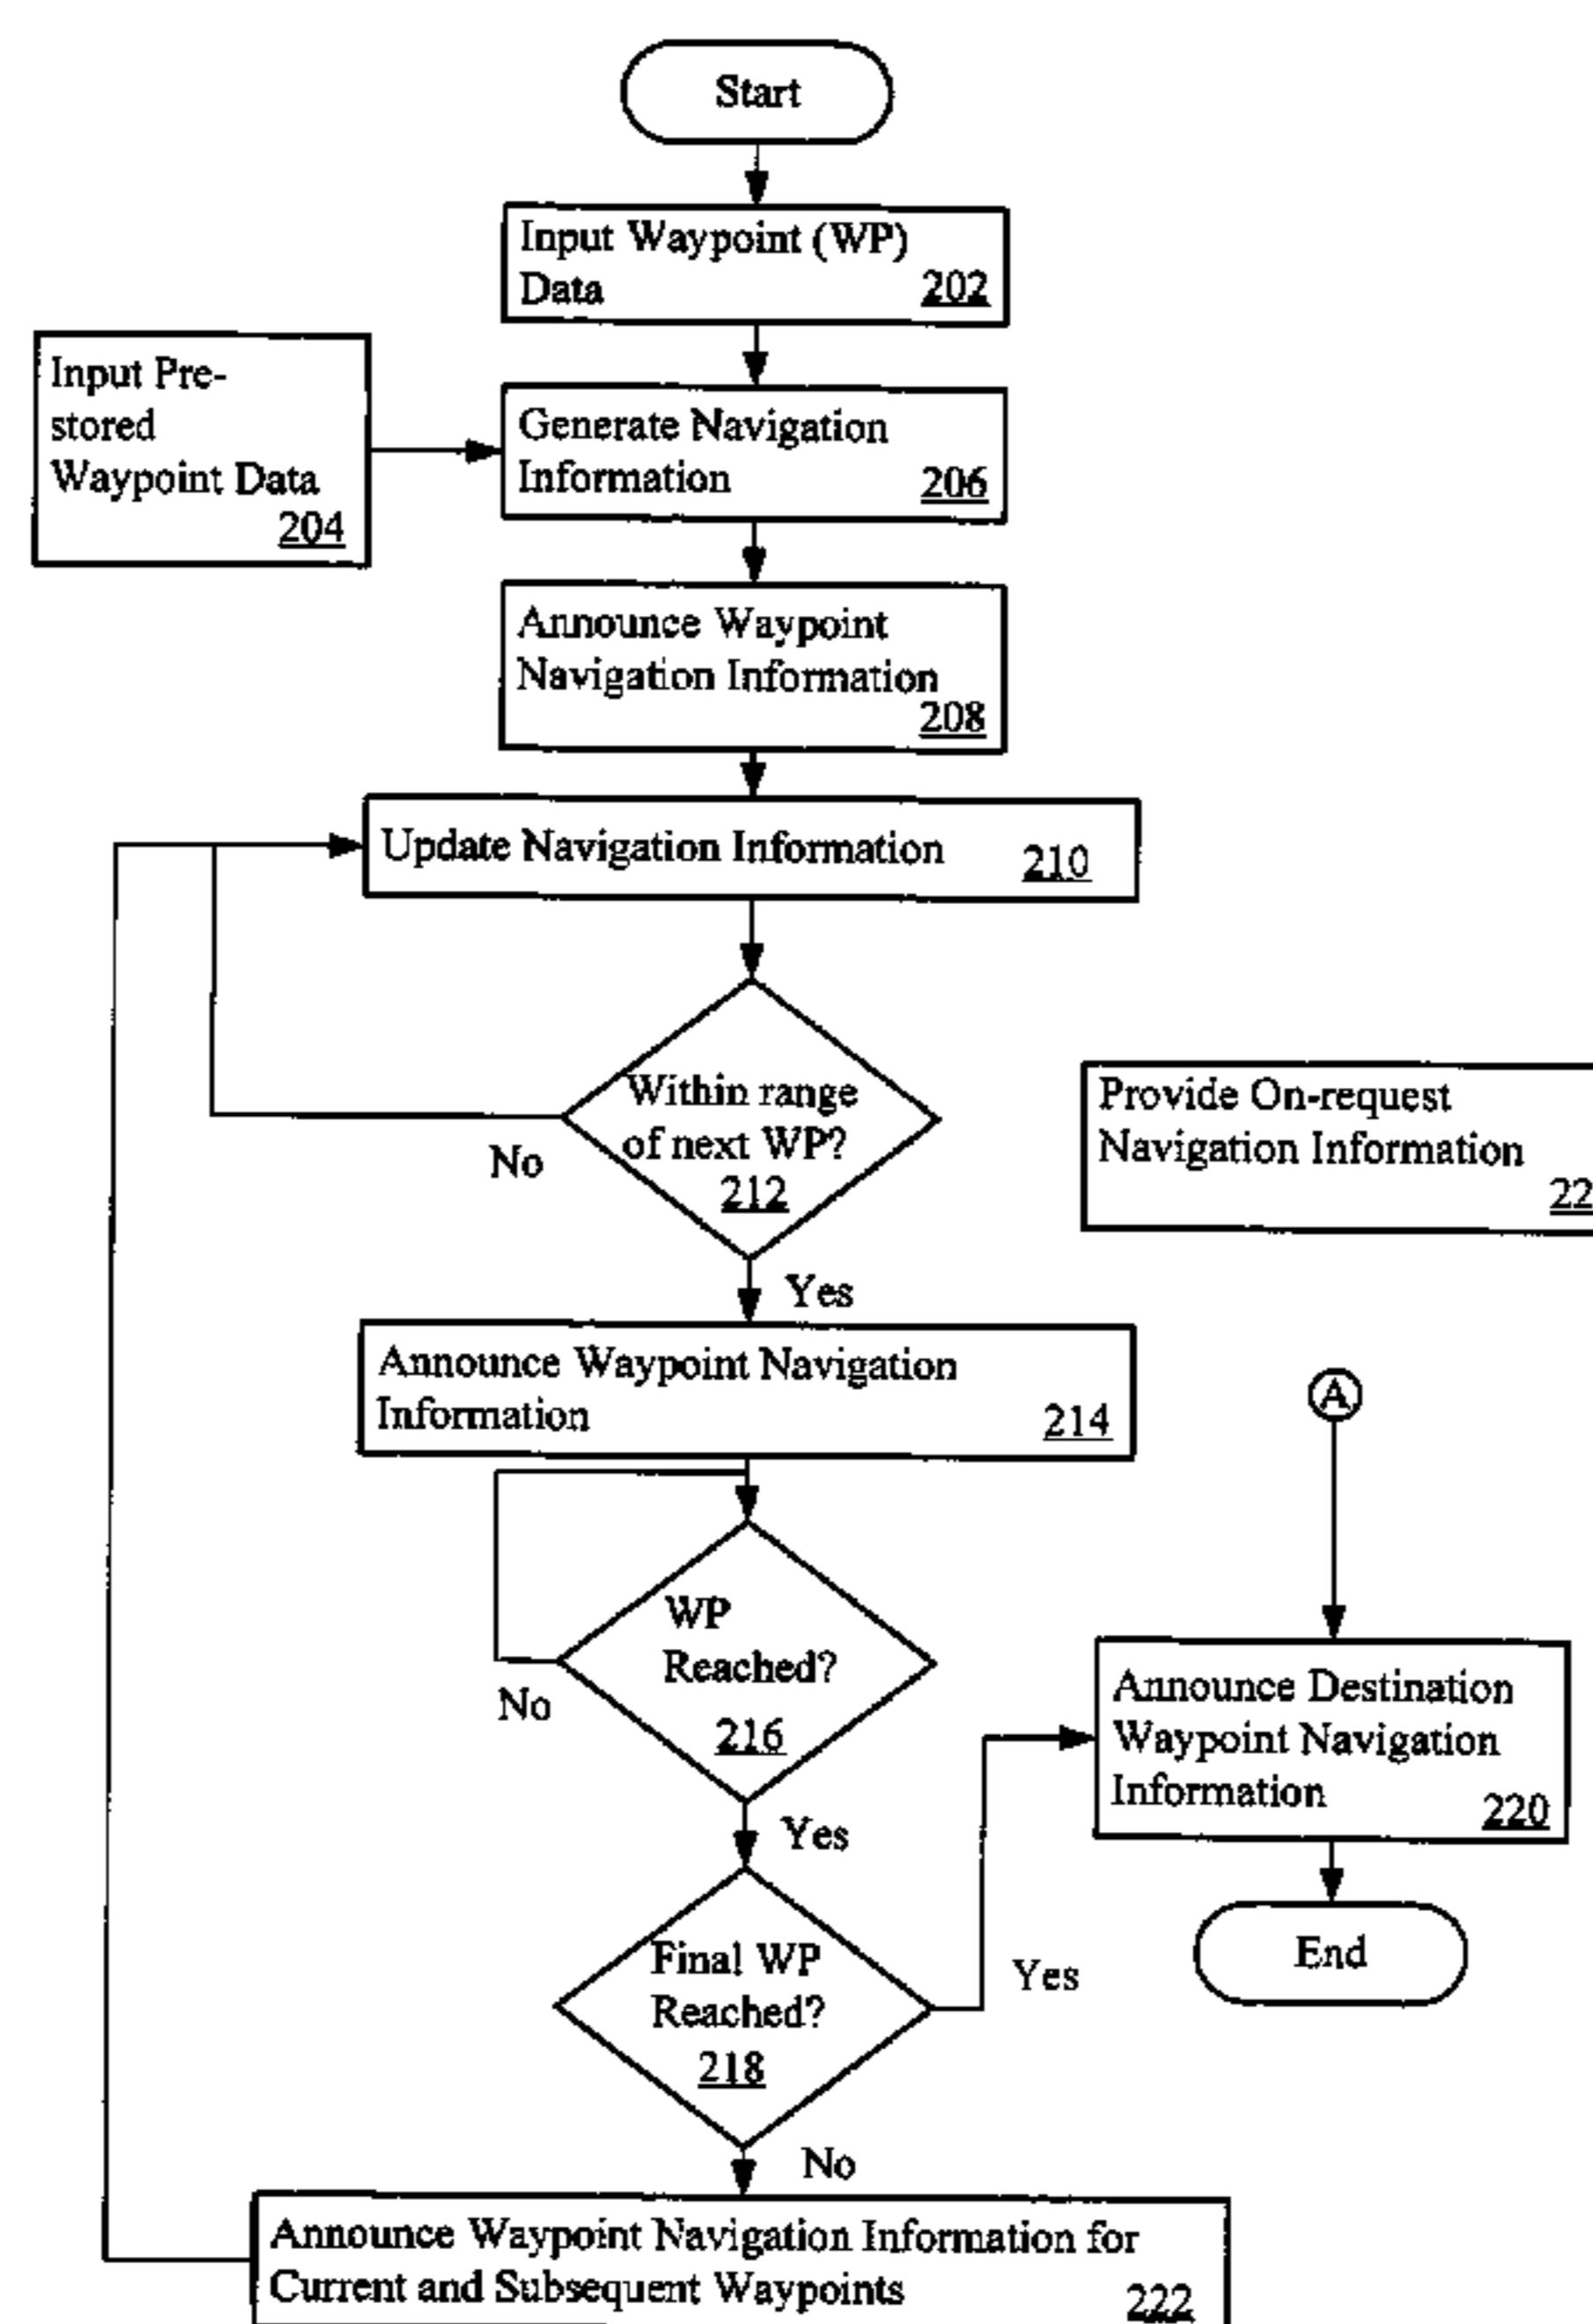 Start
Input Waypoint (WP)
Data
202
Input Pre-
stored
Waypoint Data
204
Generate Navigation
Information
206
Announce Waypoint
Navigation Information
208
Update Navigation Information
210
Within range
of next WP?
212
No
Yes
Provide On-request
Navigation Information
22
Announce Waypoint Navigation
Information
214
A
WP
Reached?
216
No
Yes
Announce Destination
Waypoint Navigation
Information
220
Final WP
Reached?
218
Yes
No
End
Announce Waypoint Navigation Information for
Current and Subsequent Waypoints
222